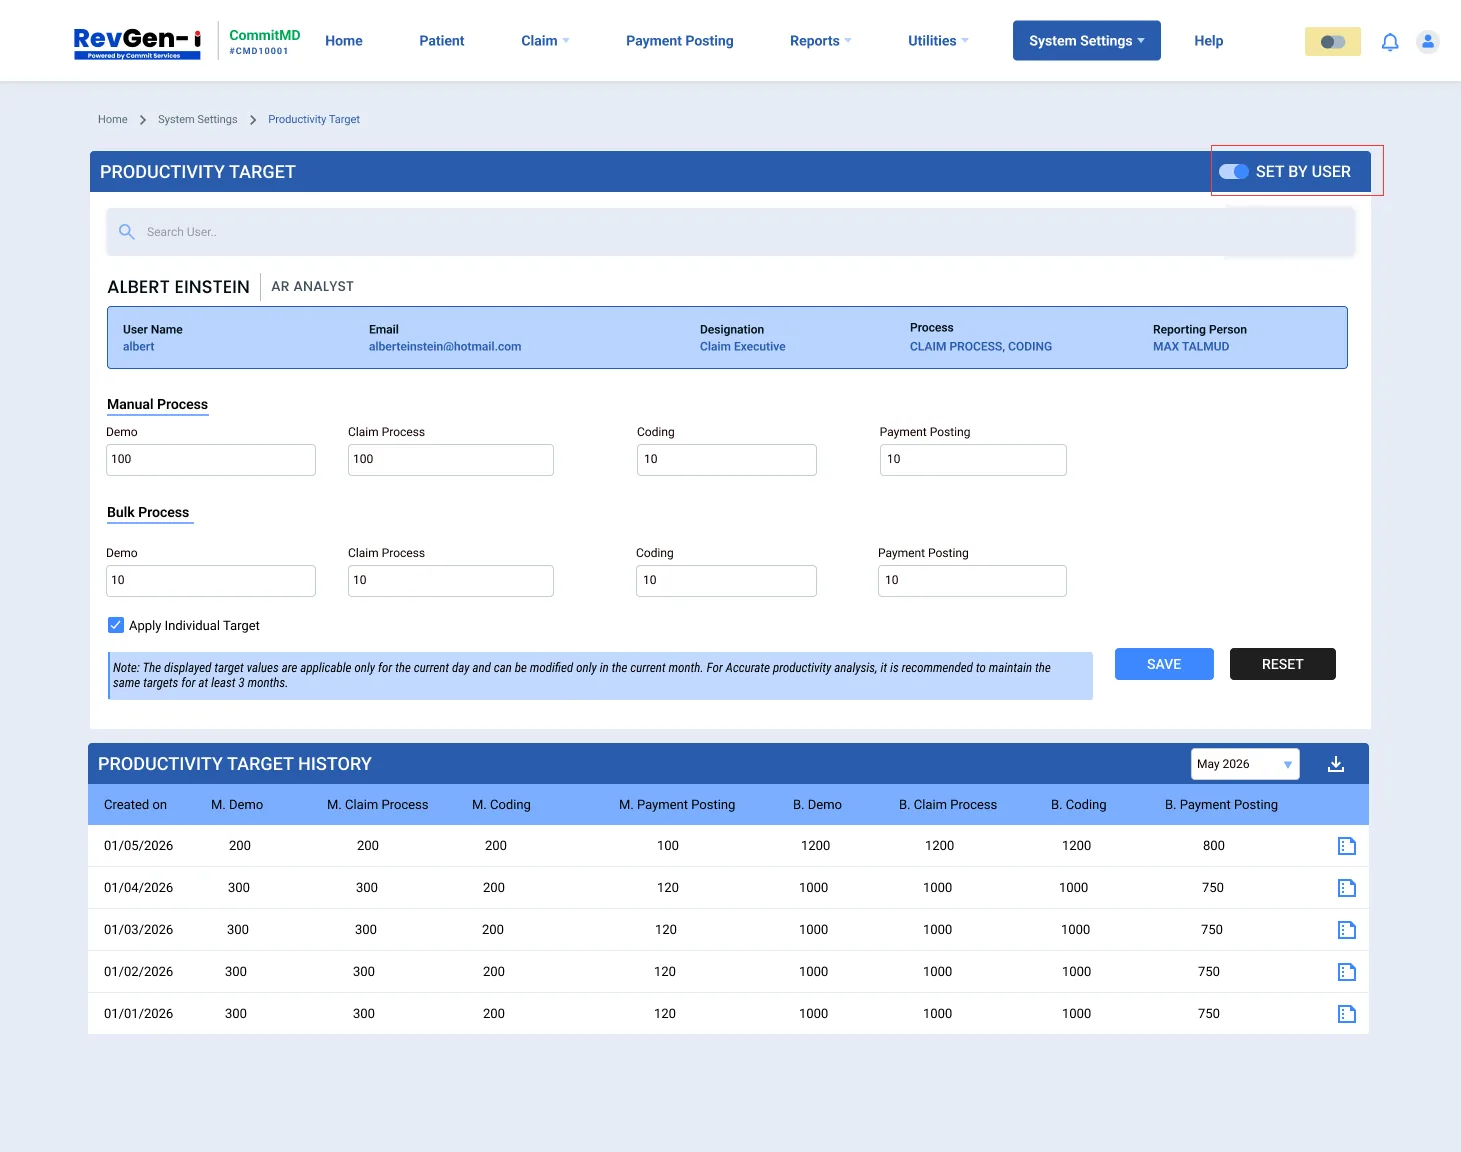 RevGen-i
Powered by Commit Services
CommitMD
#CMD10001
Home
Patient
Claim
Payment Posting
Reports
Utilities
System Settings
Help
Home > System Settings > Productivity Target
PRODUCTIVITY TARGET
SET BY USER
Search User..
ALBERT EINSTEIN AR ANALYST
User Name Email Designation Process Reporting Person
albert alberteinstein@hotmail.com Claim Executive CLAIM PROCESS, CODING MAX TALMUD
Manual Process
Demo Claim Process Coding Payment Posting
100 100 10 10
Bulk Process
Demo Claim Process Coding Payment Posting
10 10 10 10
Apply Individual Target
Note: The displayed target values are applicable only for the current day and can be modified only in the current month. For Accurate productivity analysis, it is recommended to maintain the
same targets for at least 3 months.
SAVE
RESET
PRODUCTIVITY TARGET HISTORY
May 2026
Created on M. Demo M. Claim Process M. Coding M. Payment Posting B. Demo B. Claim Process B. Coding B. Payment Posting
01/05/2026 200 200 200 100 1200 1200 1200 800
01/04/2026 300 300 200 120 1000 1000 1000 750
01/03/2026 300 300 200 120 1000 1000 1000 750
01/02/2026 300 300 200 120 1000 1000 1000 750
01/01/2026 300 300 200 120 1000 1000 1000 750